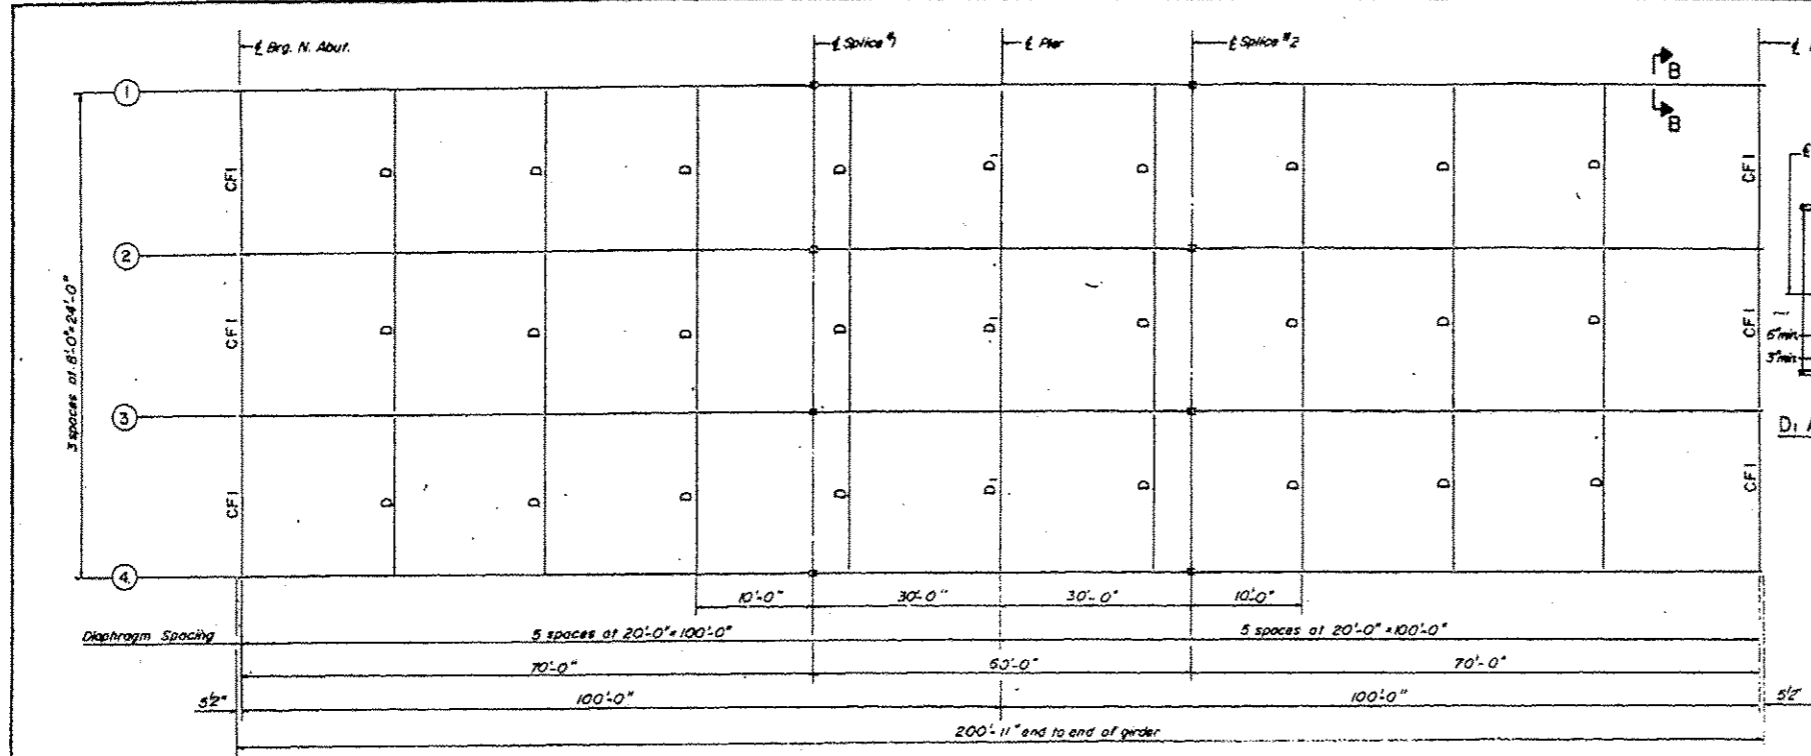 ℄ Brg. N. Abut.
℄ Splice #1
℄ Pier
℄ Splice #2
℄
B
B
1
2
3
4
3 spaces at 8'-0"=24'-0"
CF1 D D D D D1 D D D D CF1
CF1 D D D D D1 D D D D CF1
CF1 D D D D D1 D D D D CF1
6"min.
3"min.
D1
10'-0" 30'-0" 30'-0" 10'-0"
Diaphragm Spacing 5 spaces at 20'-0"=100'-0" 5 spaces at 20'-0"=100'-0"
70'-0" 60'-0" 70'-0"
5½" 100'-0" 100'-0" 5½"
200'-11" end to end of girder